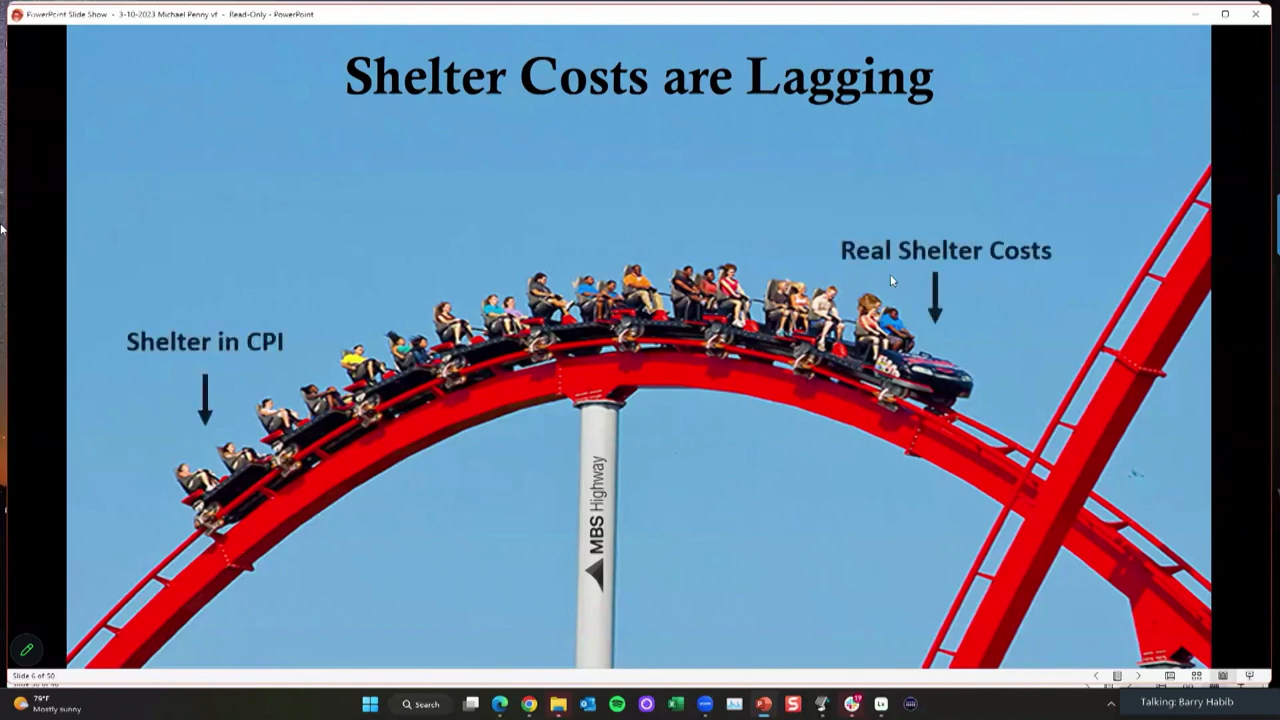 PowerPoint Slide Show - 3-10-2023 Michael Penny vf - Read-Only - PowerPoint
Shelter Costs are Lagging
Real Shelter Costs
Shelter in CPI
MBS Highway
Slide 6 of 50
79°F
Mostly sunny
Search
19
Talking: Barry Habib